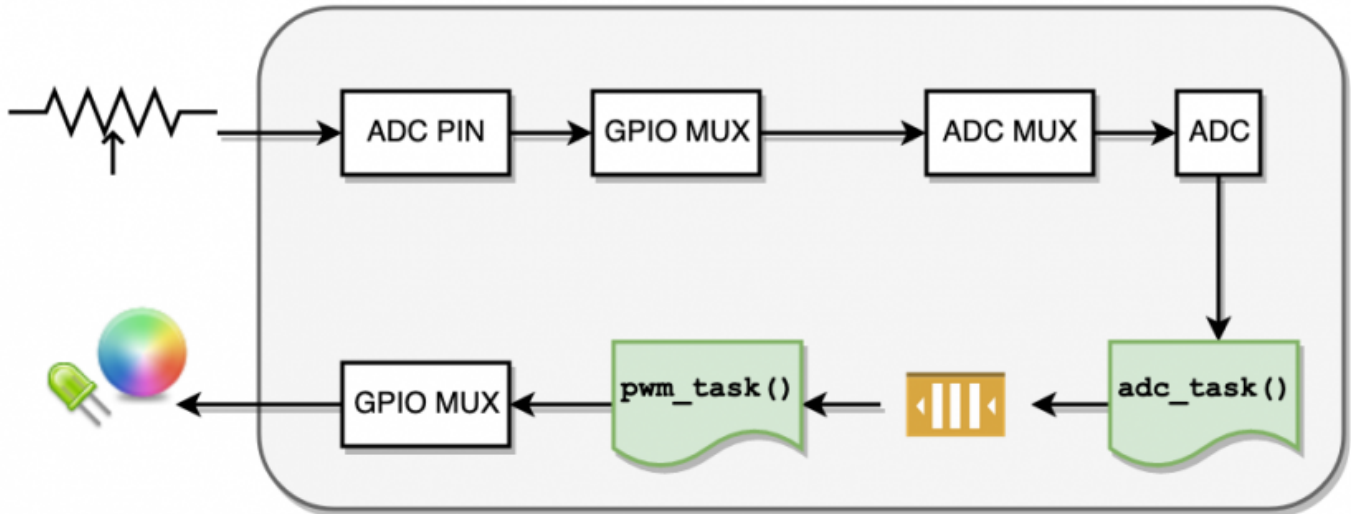 ADC PIN
GPIO MUX
ADC MUX
ADC
GPIO MUX
pwm_task()
adc_task()